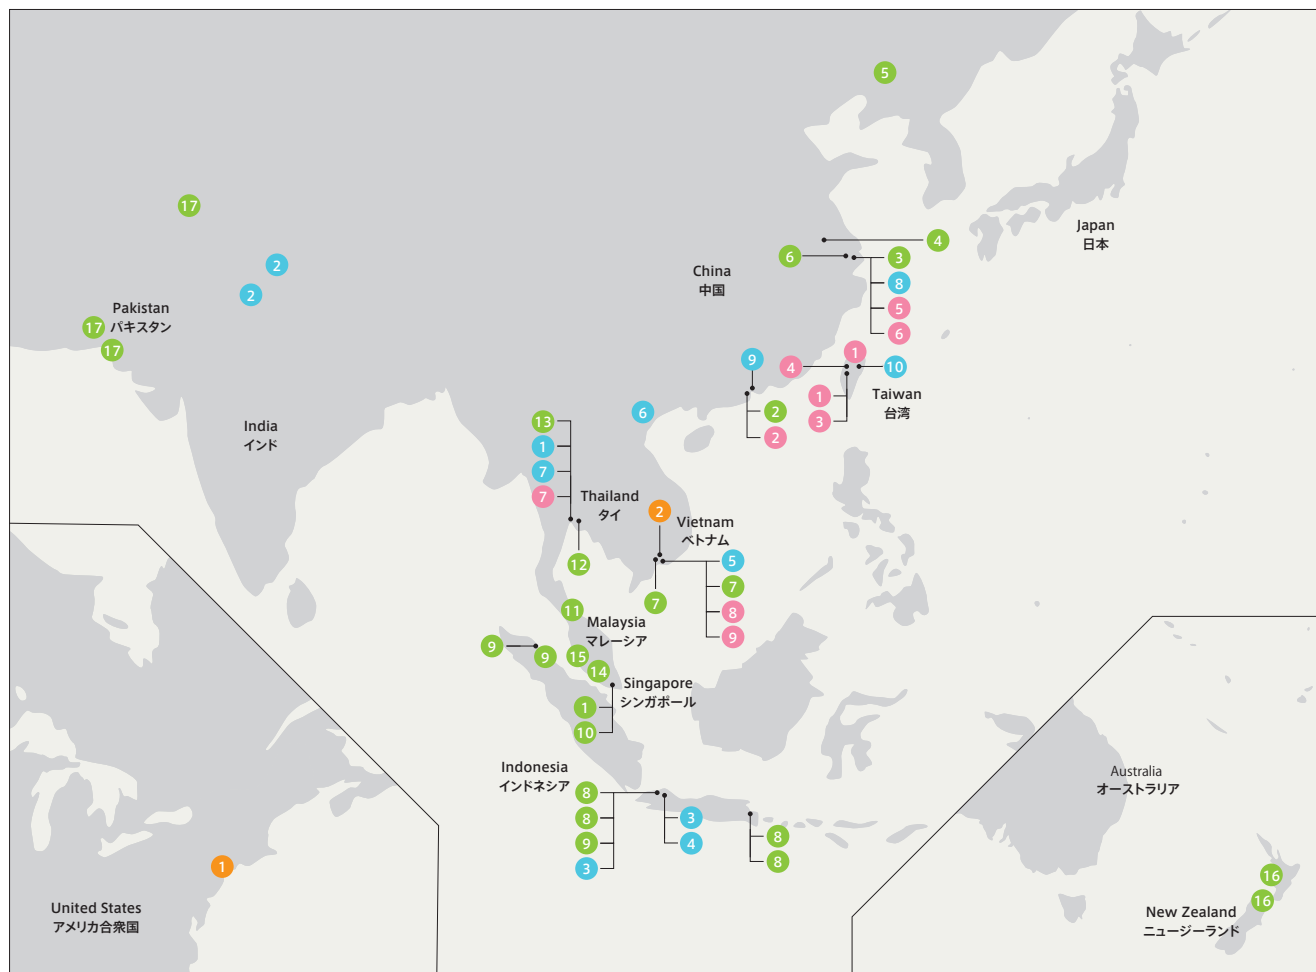 5
17
4
Japan
日本
6
3
2
China
中国
8
2
Pakistan
パキスタン
5
17
6
17
9
4
1
10
Taiwan
台湾
1
3
6
2
2
India
インド
13
1
7
7
Thailand
タイ
2
Vietnam
ベトナム
12
5
7
7
8
9
11
Malaysia
マレーシア
9
9
15
14
Singapore
シンガポール
1
10
Indonesia
インドネシア
8
8
9
3
3
4
8
8
Australia
オーストラリア
1
United States
アメリカ合衆国
16
16
New Zealand
ニュージーランド